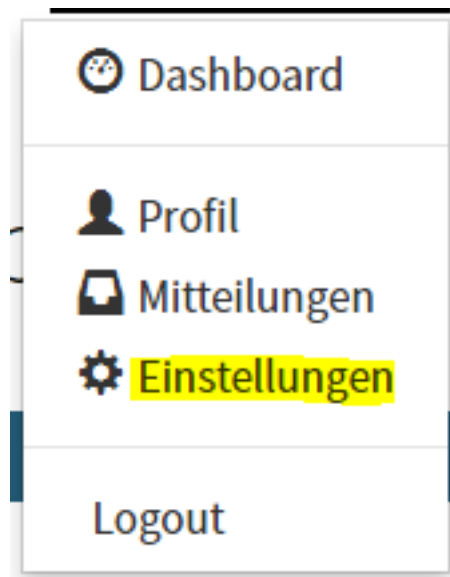 Dashboard
Profil
Mitteilungen
Einstellungen
Logout